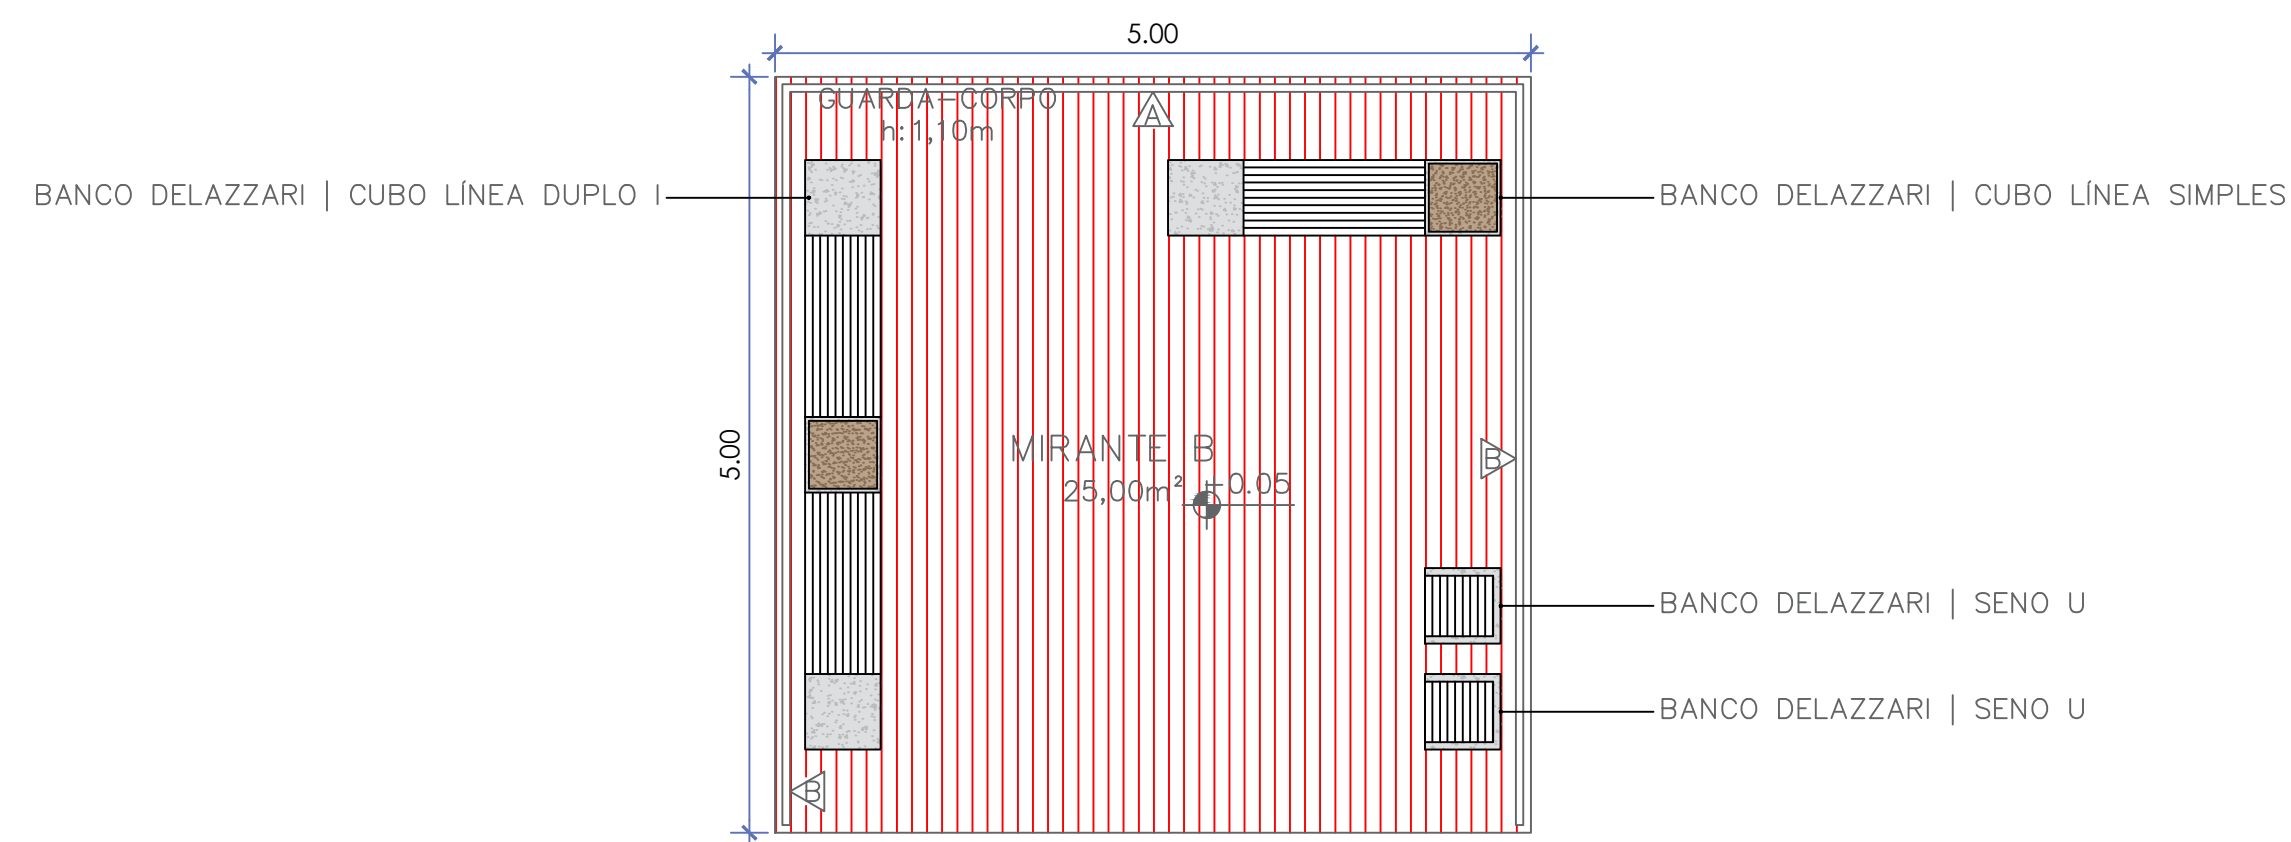 5.00
GUARDA-CORPO
h:1,10m
A
BANCO DELAZZARI | CUBO LÍNEA DUPLO I
BANCO DELAZZARI | CUBO LÍNEA SIMPLES
5.00
MIRANTE B
25,00m²
+0.05
B
BANCO DELAZZARI | SENO U
BANCO DELAZZARI | SENO U
B